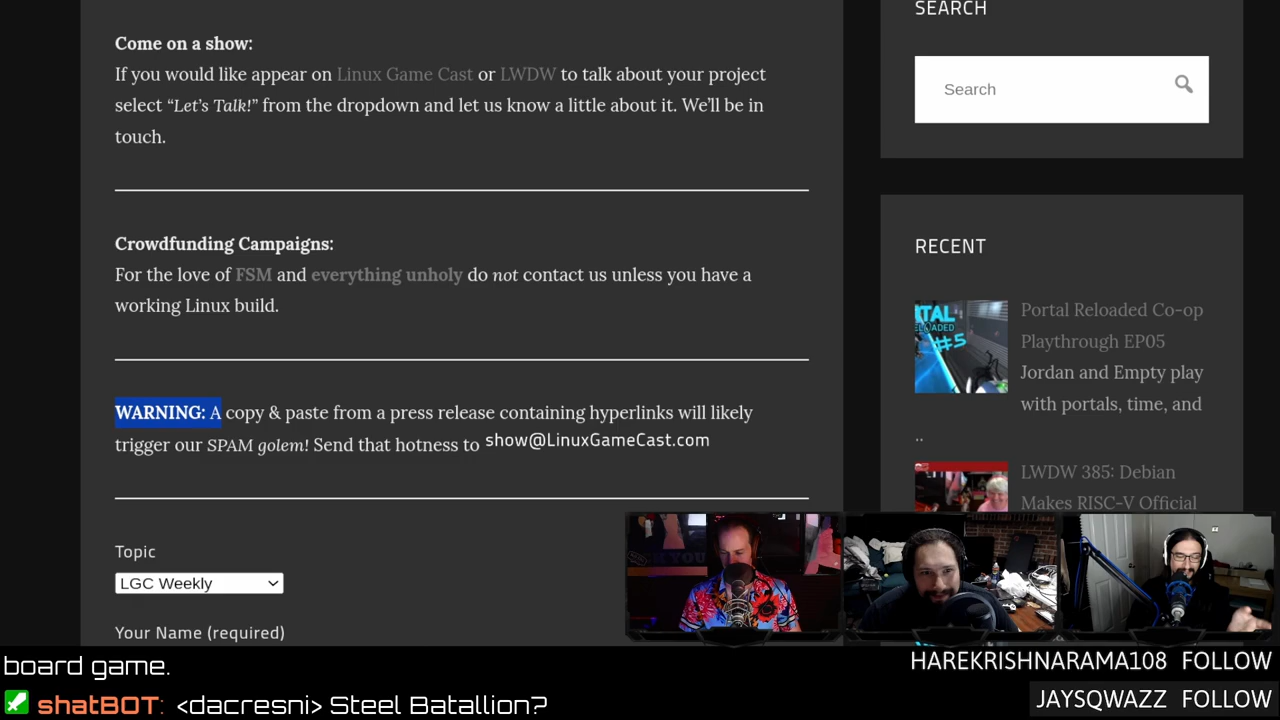 SEARCH
Come on a show:
If you would like appear on Linux Game Cast or LWDW to talk about your project
select “Let’s Talk!” from the dropdown and let us know a little about it. We’ll be in
touch.
Search
Crowdfunding Campaigns:
For the love of FSM and everything unholy do not contact us unless you have a
working Linux build.
RECENT
TAL
RELOADED
#5
Portal Reloaded Co-op
Playthrough EP05
Jordan and Empty play
with portals, time, and
..
WARNING: A copy & paste from a press release containing hyperlinks will likely
trigger our SPAM golem! Send that hotness to show@LinuxGameCast.com
LWDW 385: Debian
Makes RISC-V Official
Topic
LGC Weekly
Your Name (required)
board game.
HAREKRISHNARAMA108 FOLLOW
shatBOT: <dacresni> Steel Batallion?
JAYSQWAZZ FOLLOW